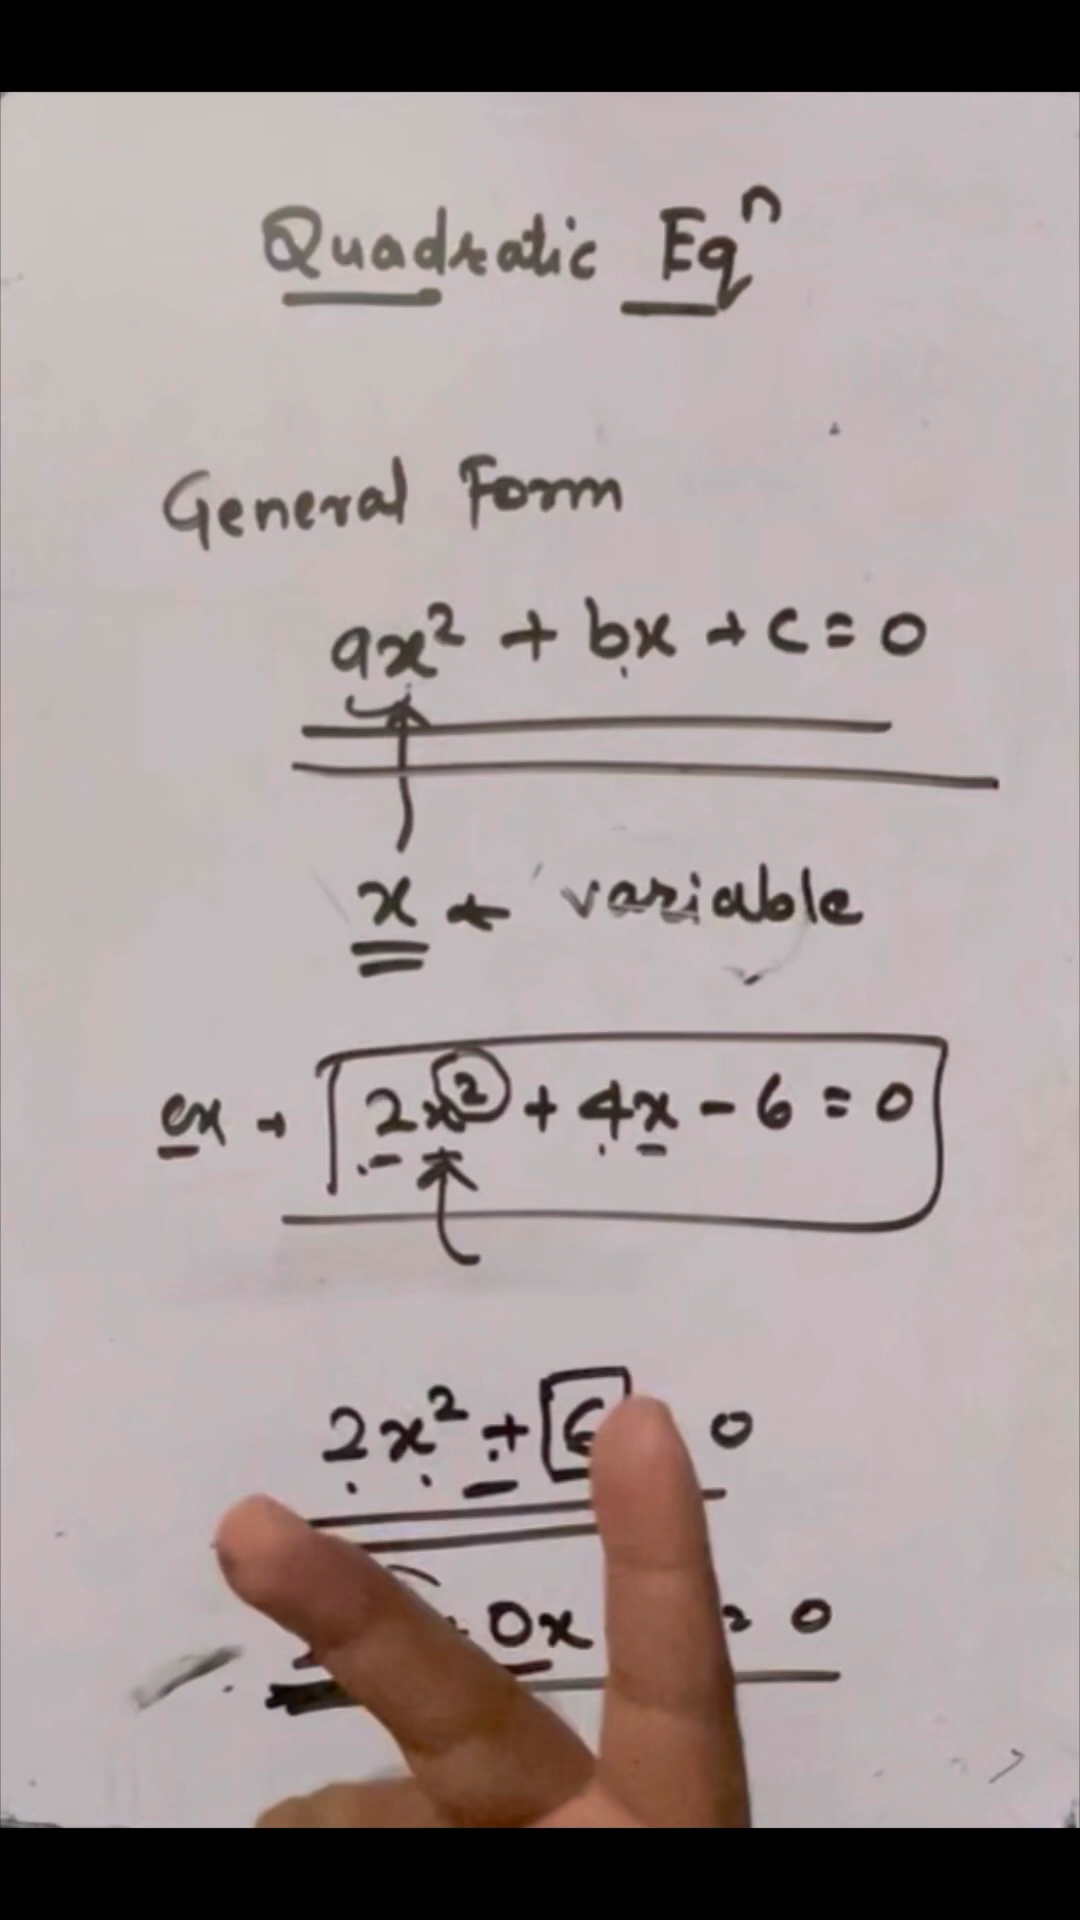 Quadratic Eqⁿ
General Form
ax² + bx + c = 0
x ← variable
ex → 2x² + 4x - 6 = 0
2x² + 6 0
0x = 0